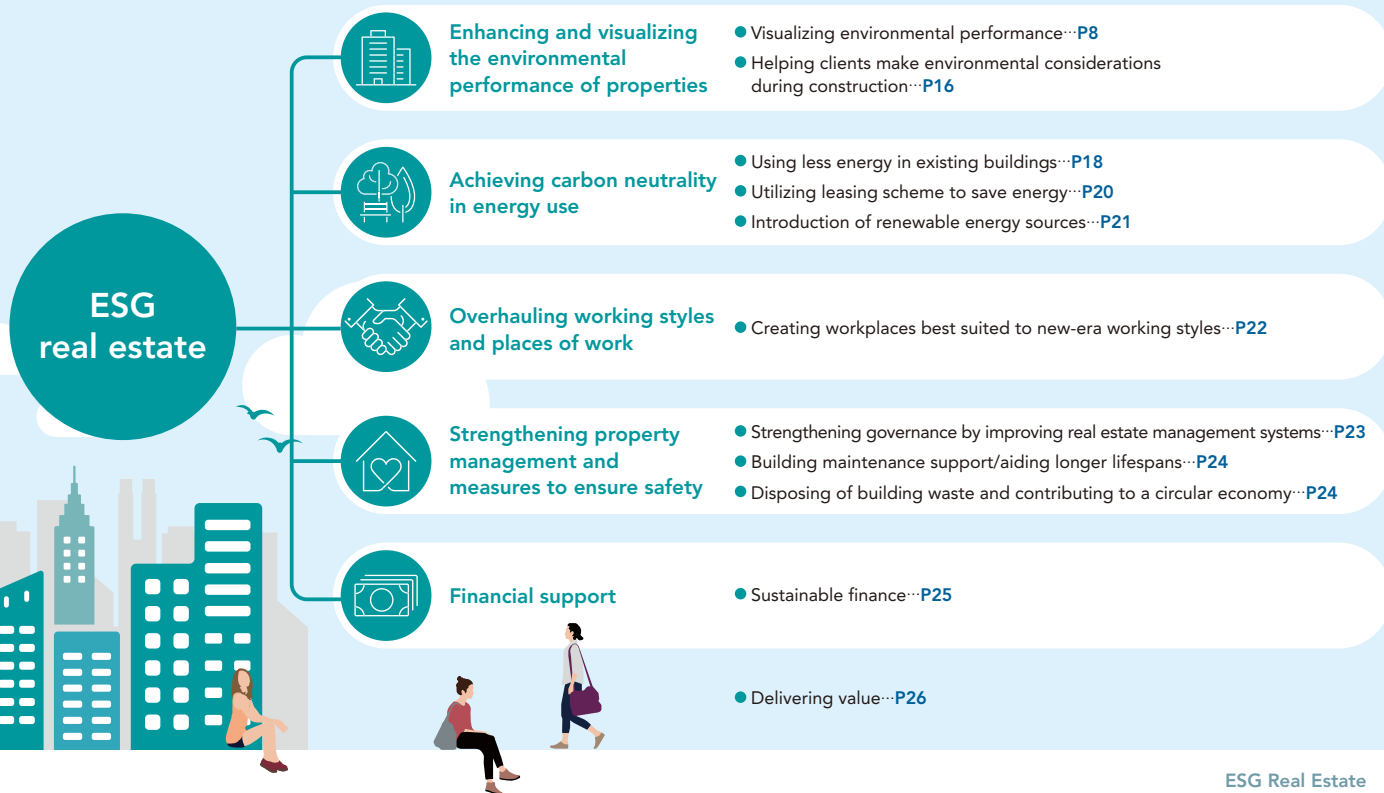 ESG
real estate
Enhancing and visualizing
the environmental
performance of properties
● Visualizing environmental performance···P8
● Helping clients make environmental considerations
during construction···P16
Achieving carbon neutrality
in energy use
● Using less energy in existing buildings···P18
● Utilizing leasing scheme to save energy···P20
● Introduction of renewable energy sources···P21
Overhauling working styles
and places of work
● Creating workplaces best suited to new-era working styles···P22
Strengthening property
management and
measures to ensure safety
● Strengthening governance by improving real estate management systems···P23
● Building maintenance support/aiding longer lifespans···P24
● Disposing of building waste and contributing to a circular economy···P24
Financial support
● Sustainable finance···P25
● Delivering value···P26
ESG Real Estate